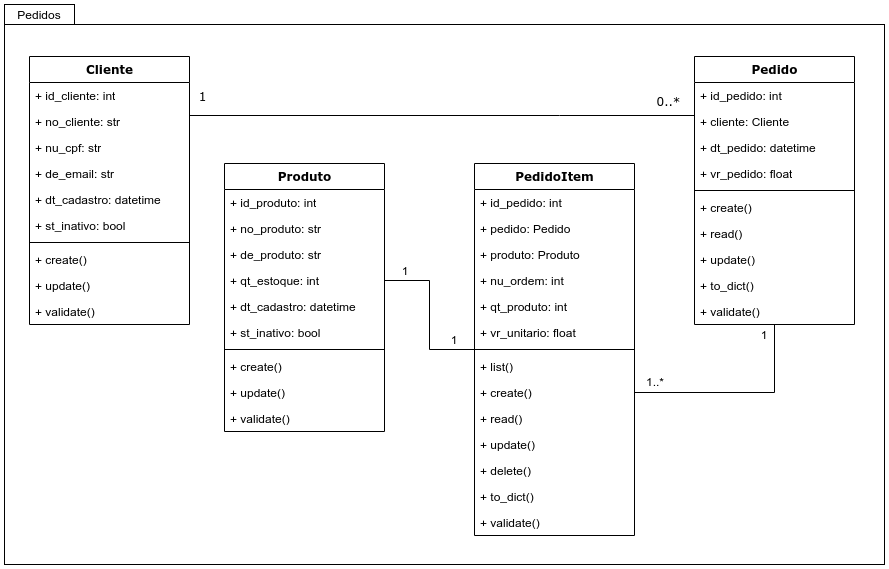 Pedidos
Cliente
+ id_cliente: int
+ no_cliente: str
+ nu_cpf: str
+ de_email: str
+ dt_cadastro: datetime
+ st_inativo: bool
+ create()
+ update()
+ validate()
1
0..*
Pedido
+ id_pedido: int
+ cliente: Cliente
+ dt_pedido: datetime
+ vr_pedido: float
+ create()
+ read()
+ update()
+ to_dict()
+ validate()
Produto
+ id_produto: int
+ no_produto: str
+ de_produto: str
+ qt_estoque: int
+ dt_cadastro: datetime
+ st_inativo: bool
+ create()
+ update()
+ validate()
1
1
PedidoItem
+ id_pedido: int
+ pedido: Pedido
+ produto: Produto
+ nu_ordem: int
+ qt_produto: int
+ vr_unitario: float
+ list()
+ create()
+ read()
+ update()
+ delete()
+ to_dict()
+ validate()
1
1..*